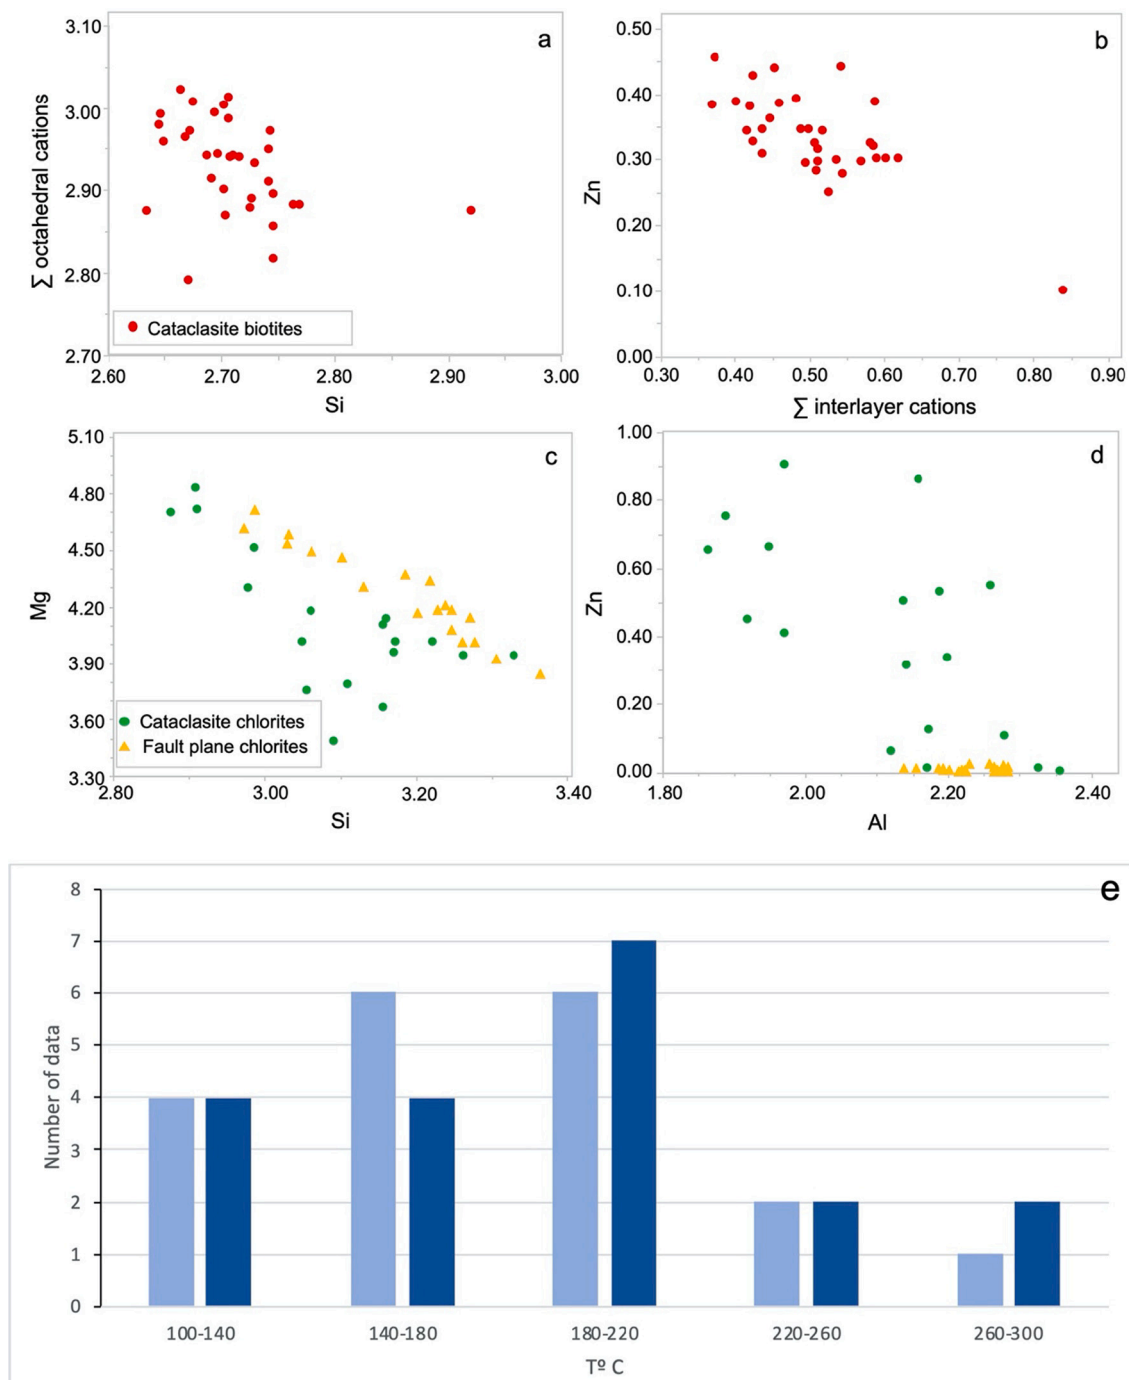 3.10
3.00
2.90
2.80
2.70
∑ octahedral cations
a
Cataclasite biotites
2.60 2.70 2.80 2.90 3.00
Si
0.50
0.40
0.30
0.20
0.10
0.00
Zn
b
0.30 0.40 0.50 0.60 0.70 0.80 0.90
∑ interlayer cations
5.10
4.80
4.50
4.20
3.90
3.60
3.30
Mg
c
Cataclasite chlorites
Fault plane chlorites
2.80 3.00 3.20 3.40
Si
1.00
0.80
0.60
0.40
0.20
0.00
Zn
d
1.80 2.00 2.20 2.40
Al
e
8
7
6
5
4
3
2
1
0
Number of data
100-140 140-180 180-220 220-260 260-300
Tº C